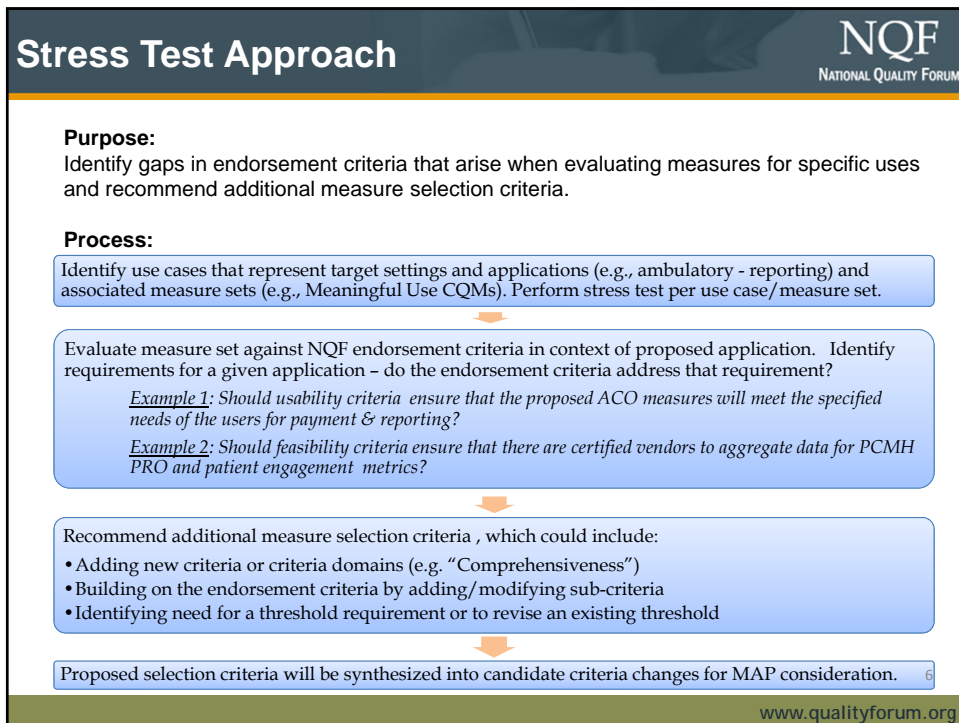 Stress Test Approach
NQF
NATIONAL QUALITY FORUM
Purpose:
Identify gaps in endorsement criteria that arise when evaluating measures for specific uses
and recommend additional measure selection criteria.
Process:
Identify use cases that represent target settings and applications (e.g., ambulatory - reporting) and
associated measure sets (e.g., Meaningful Use CQMs). Perform stress test per use case/measure set.
Evaluate measure set against NQF endorsement criteria in context of proposed application.   Identify
requirements for a given application – do the endorsement criteria address that requirement?
Example 1: Should usability criteria  ensure that the proposed ACO measures will meet the specified
needs of the users for payment & reporting?
Example 2: Should feasibility criteria ensure that there are certified vendors to aggregate data for PCMH
PRO and patient engagement  metrics?
Recommend additional measure selection criteria , which could include:
•Adding new criteria or criteria domains (e.g. “Comprehensiveness”)
•Building on the endorsement criteria by adding/modifying sub-criteria
•Identifying need for a threshold requirement or to revise an existing threshold
Proposed selection criteria will be synthesized into candidate criteria changes for MAP consideration.
6
www.qualityforum.org